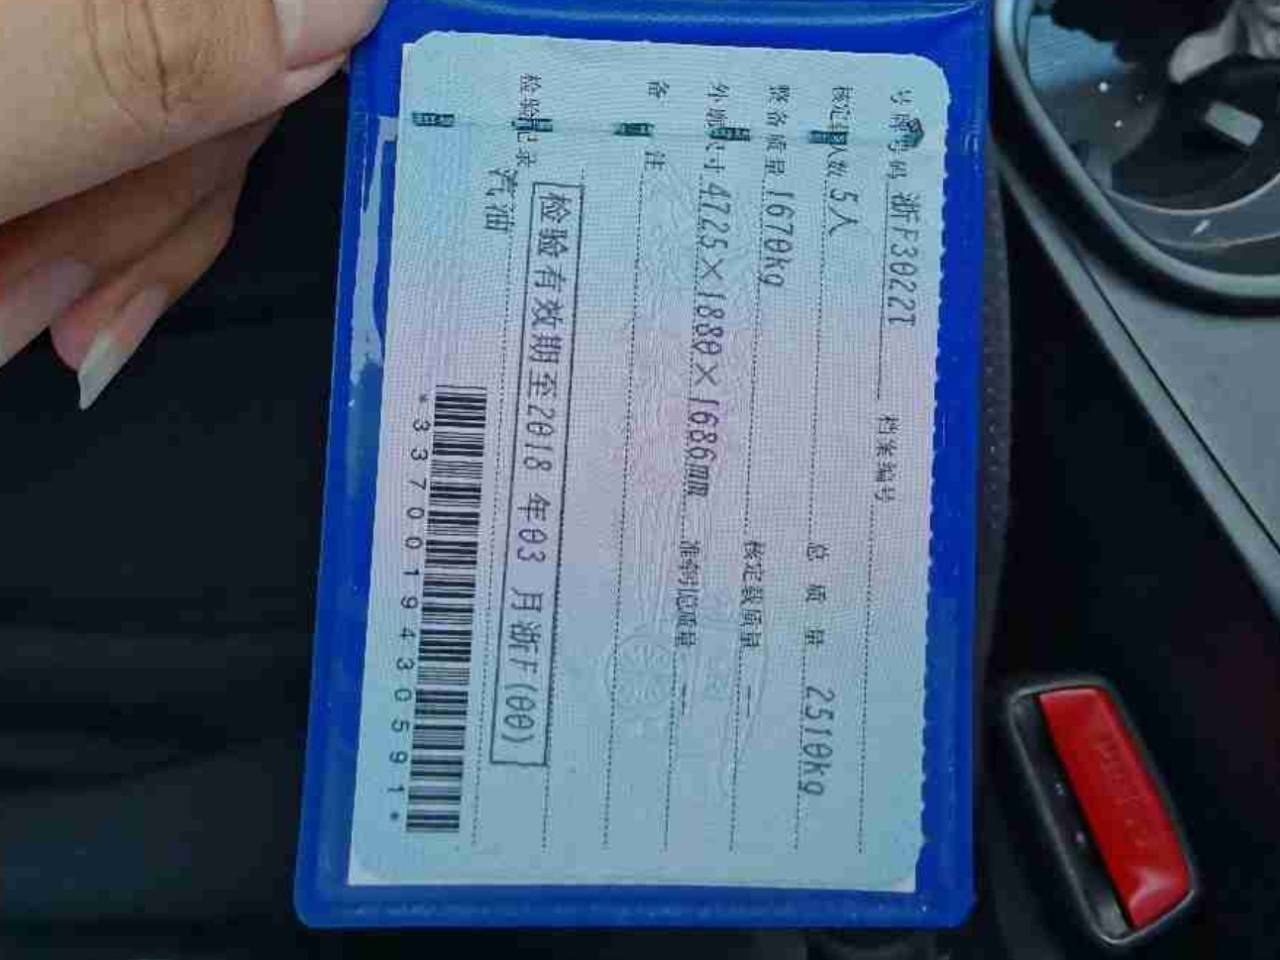 号牌号码 浙F3022T 档案编号
核定载人数 5人 总质量 2510kg
整备质量 1670kg 核定载质量 --
外廓尺寸 4725×1880×1686mm 准牵引总质量 --
备注
检验有效期至2018年03月浙F(00)
检验记录
汽油
*3370019430591*